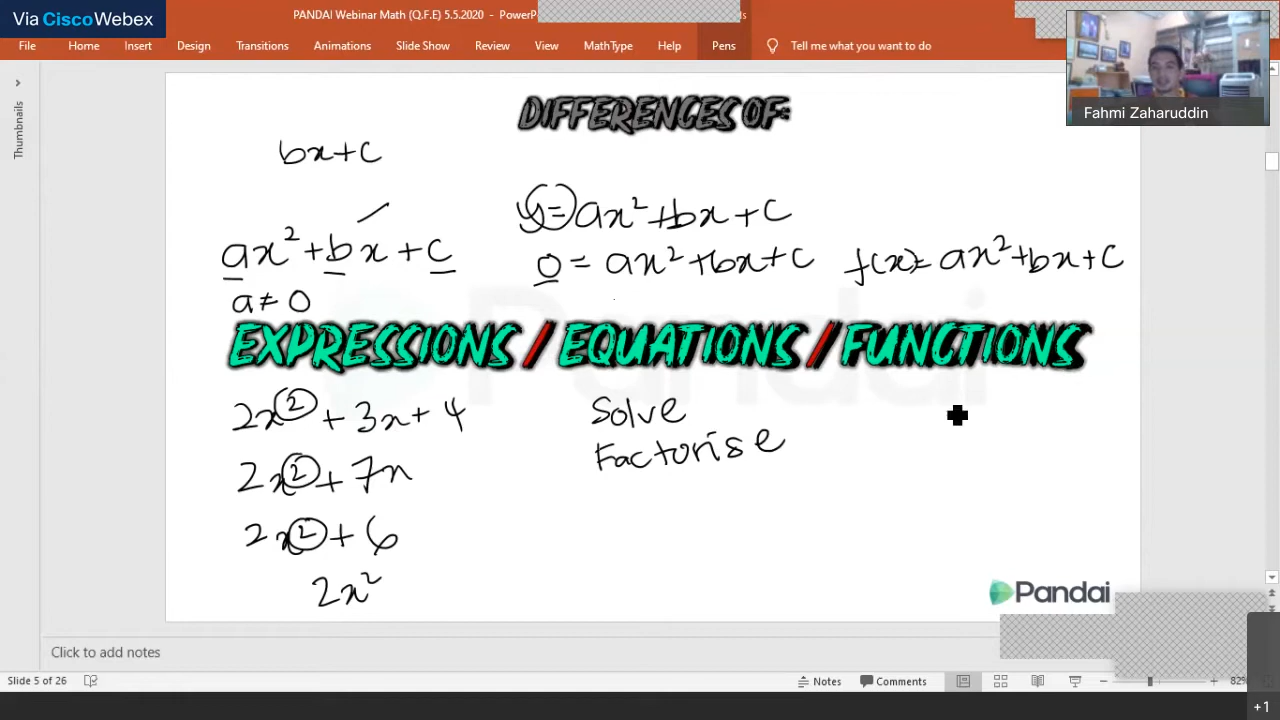 Via CiscoWebex
PANDAI Webinar Math (Q.F.E) 5.5.2020 - PowerP
File Home Insert Design Transitions Animations Slide Show Review View MathType Help Pens Tell me what you want to do
Fahmi Zaharuddin
Thumbnails
DIFFERENCES OF:
bx+c
y=ax²+bx+c
ax²+bx+c
0=ax²+bx+c
f(x)=ax²+bx+c
a≠0
EXPRESSIONS / EQUATIONS / FUNCTIONS
2x²+3x+4
Solve
Factorise
2x²+7x
2x²+6
2x²
Pandai
Click to add notes
Slide 5 of 26
Notes
Comments
82%
+1